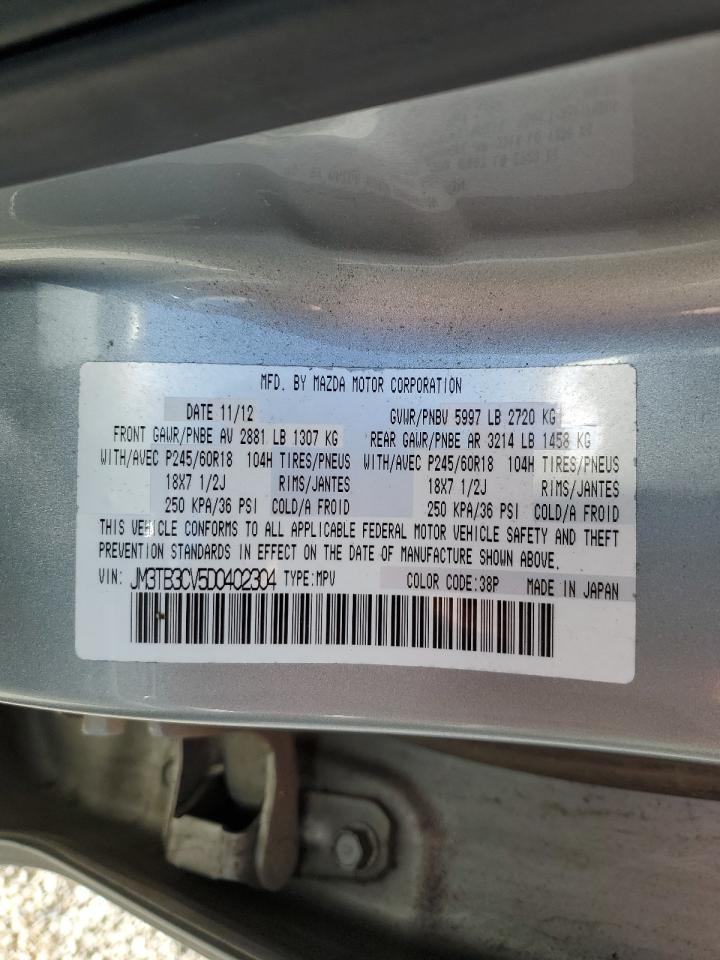 MFD. BY MAZDA MOTOR CORPORATION
DATE 11/12 GVWR/PNBV 5997 LB 2720 KG
FRONT GAWR/PNBE AV 2881 LB 1307 KG REAR GAWR/PNBE AR 3214 LB 1458 KG
WITH/AVEC P245/60R18 104H TIRES/PNEUS WITH/AVEC P245/60R18 104H TIRES/PNEUS
18X7 1/2J RIMS/JANTES 18X7 1/2J RIMS/JANTES
250 KPA/36 PSI COLD/A FROID 250 KPA/36 PSI COLD/A FROID
THIS VEHICLE CONFORMS TO ALL APPLICABLE FEDERAL MOTOR VEHICLE SAFETY AND THEFT
PREVENTION STANDARDS IN EFFECT ON THE DATE OF MANUFACTURE SHOWN ABOVE.
VIN: JM3TB3CV5D0402304 TYPE:MPV COLOR CODE:38P MADE IN JAPAN